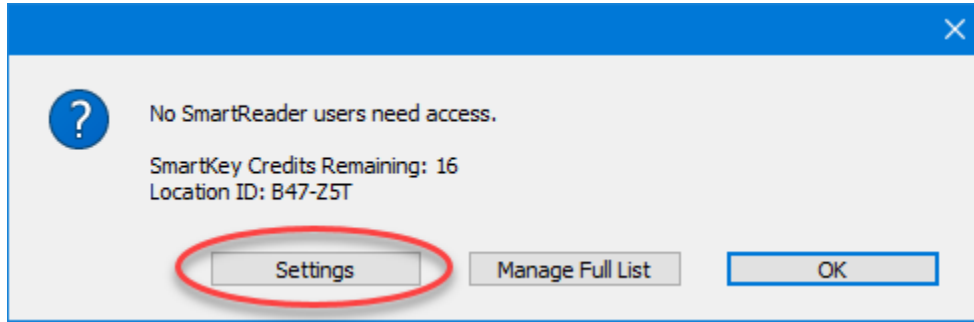 No SmartReader users need access.
SmartKey Credits Remaining: 16
Location ID: B47-Z5T
Settings
Manage Full List
OK